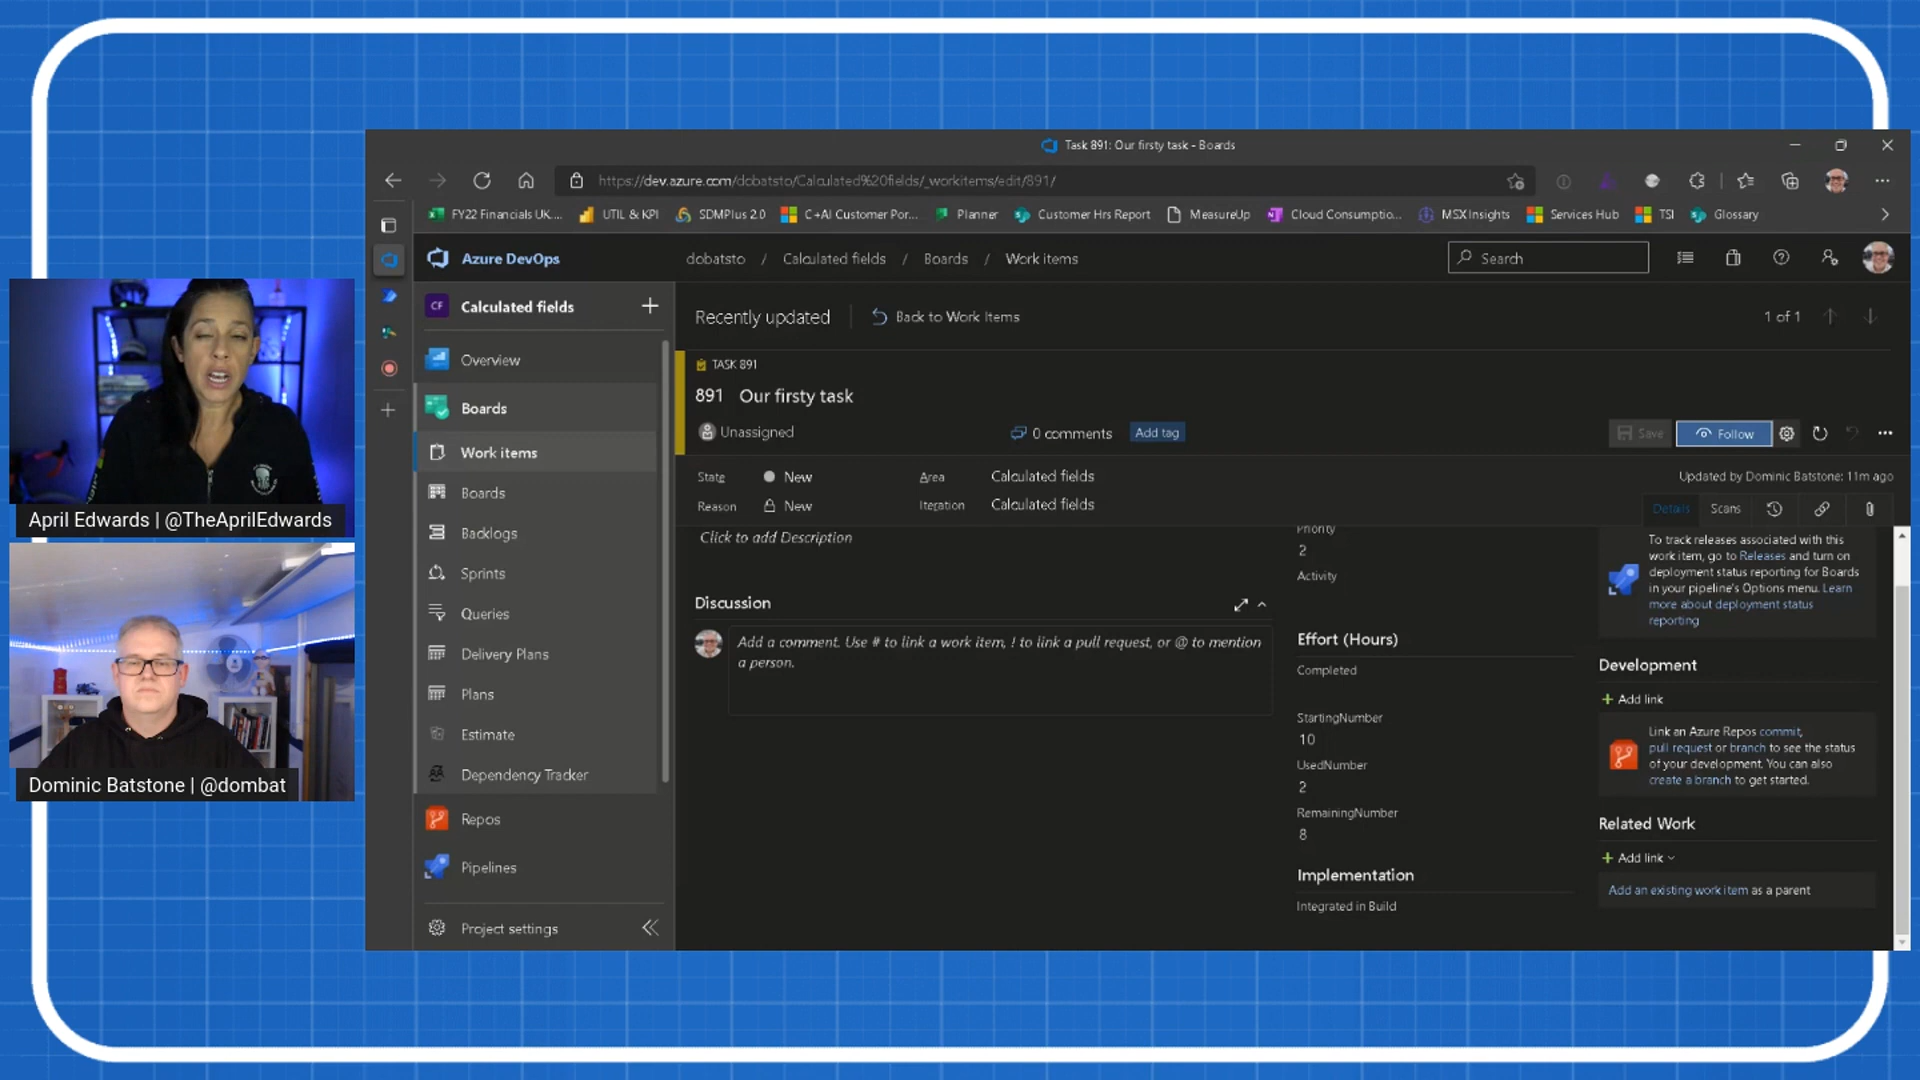 Task 891: Our firsty task - Boards
https://dev.azure.com/dobatsto/Calculated%20fields/_workitems/edit/891/
FY22 Financials UK....
UTIL & KPI
SDMPlus 2.0
C+AI Customer Por...
Planner
Customer Hrs Report
MeasureUp
Cloud Consumptio...
MSX Insights
Services Hub
TSI
Glossary
Azure DevOps
dobatsto / Calculated fields / Boards / Work items
Search
CF
Calculated fields
Overview
Boards
Work items
Boards
Backlogs
Sprints
Queries
Delivery Plans
Plans
Estimate
Dependency Tracker
Repos
Pipelines
Project settings
Recently updated
Back to Work Items
1 of 1
TASK 891
891 Our firsty task
Unassigned
0 comments
Add tag
Save
Follow
State
New
Area
Calculated fields
Updated by Dominic Batstone: 11m ago
Reason
New
Iteration
Calculated fields
Details
Scans
Click to add Description
Discussion
Add a comment. Use # to link a work item, ! to link a pull request, or @ to mention
a person.
Priority
2
Activity
Effort (Hours)
Completed
StartingNumber
10
UsedNumber
2
RemainingNumber
8
Implementation
Integrated in Build
To track releases associated with this
work item, go to Releases and turn on
deployment status reporting for Boards
in your pipeline's Options menu. Learn
more about deployment status
reporting
Development
Add link
Link an Azure Repos commit,
pull request or branch to see the status
of your development. You can also
create a branch to get started.
Related Work
Add link
Add an existing work item as a parent
April Edwards | @TheAprilEdwards
Dominic Batstone | @dombat